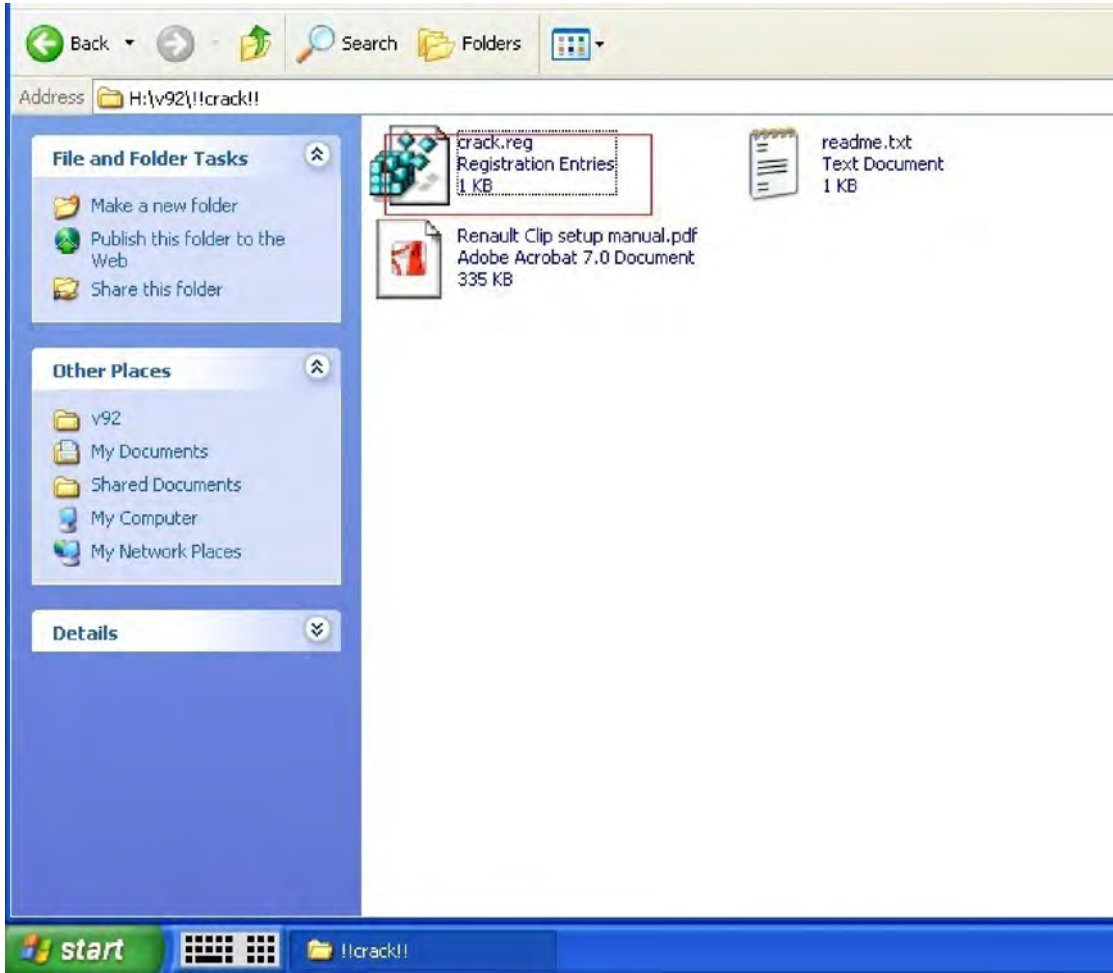 Back
Search
Folders
Address H:\v92\!!crack!!
File and Folder Tasks
Make a new folder
Publish this folder to the
Web
Share this folder
Other Places
v92
My Documents
Shared Documents
My Computer
My Network Places
Details
crack.reg
Registration Entries
1 KB
readme.txt
Text Document
1 KB
Renault Clip setup manual.pdf
Adobe Acrobat 7.0 Document
335 KB
start
!!crack!!